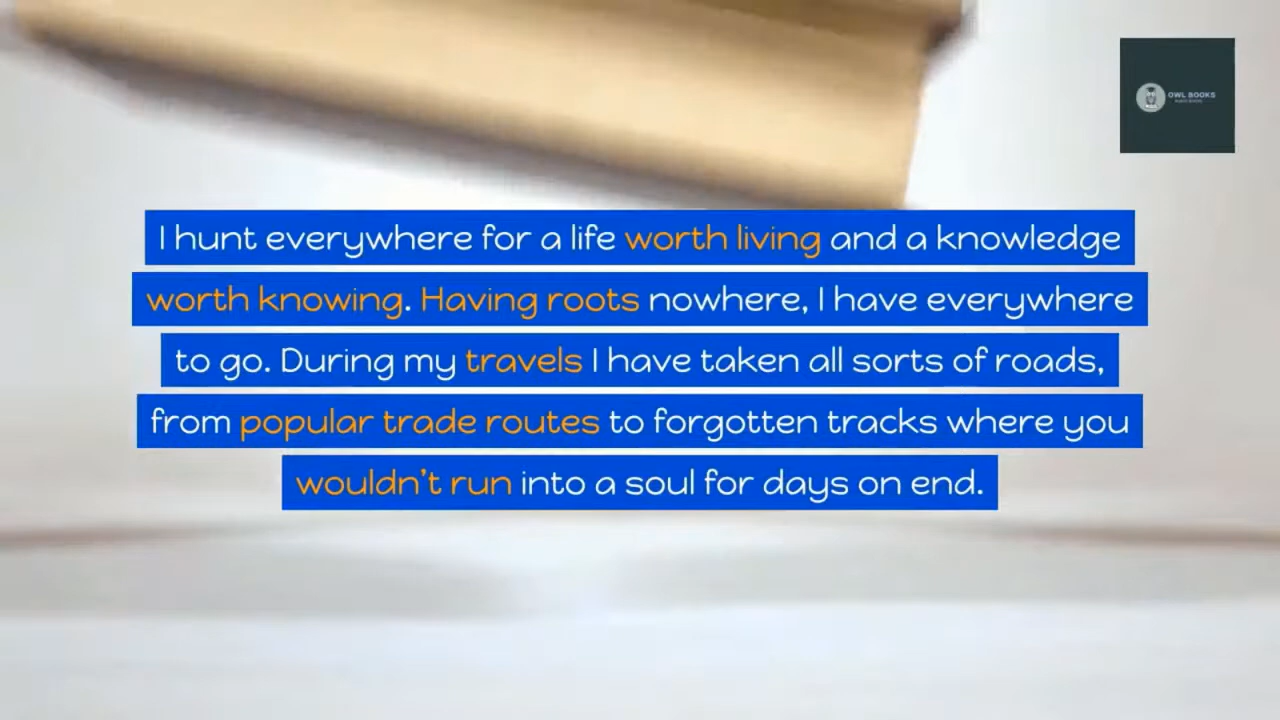 OWL BOOKS
I hunt everywhere for a life worth living and a knowledge
worth knowing. Having roots nowhere, I have everywhere
to go. During my travels I have taken all sorts of roads,
from popular trade routes to forgotten tracks where you
wouldn't run into a soul for days on end.